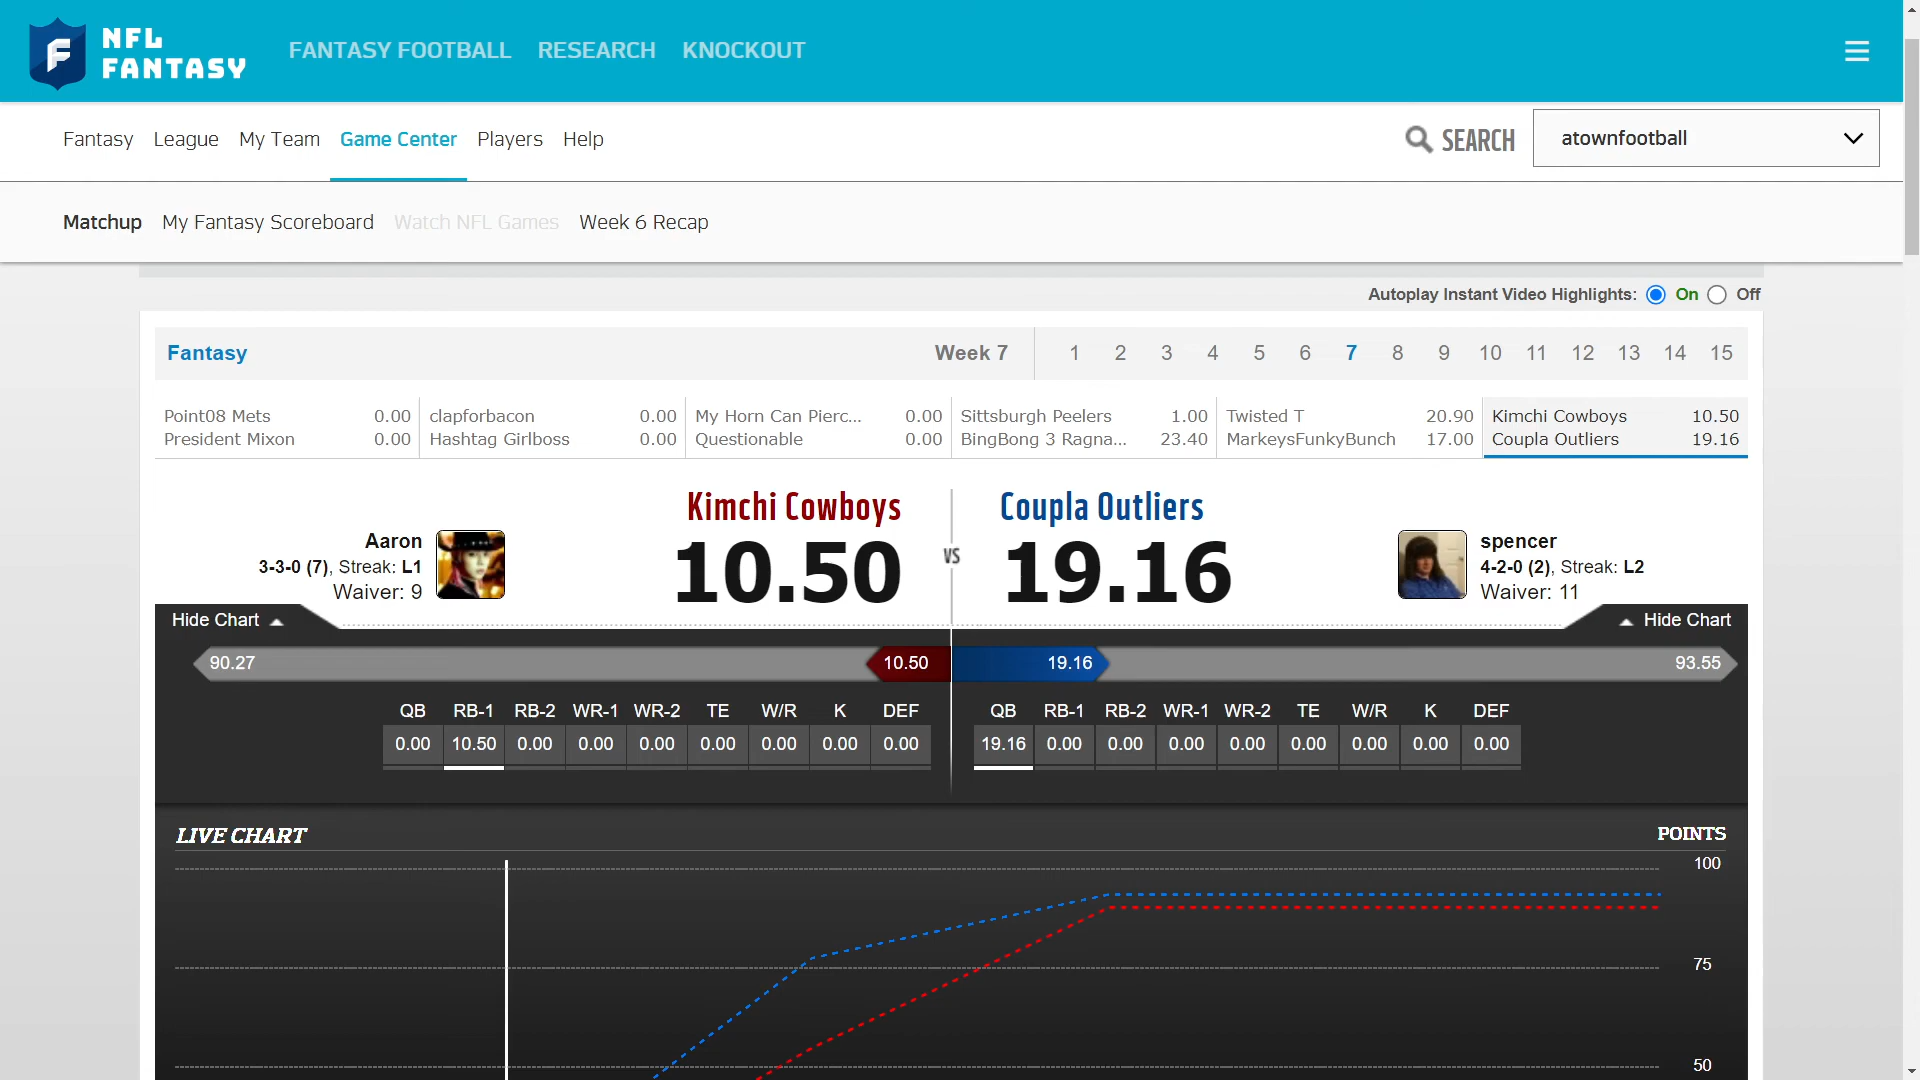 NFL FANTASY
FANTASY FOOTBALL RESEARCH KNOCKOUT
Fantasy League My Team Game Center Players Help
SEARCH
atownfootball
Matchup My Fantasy Scoreboard Watch NFL Games Week 6 Recap
Autoplay Instant Video Highlights: On Off
Fantasy
Week 7
1 2 3 4 5 6 7 8 9 10 11 12 13 14 15
Point08 Mets 0.00
President Mixon 0.00
clapforbacon 0.00
Hashtag Girlboss 0.00
My Horn Can Pierc... 0.00
Questionable 0.00
Sittsburgh Peelers 1.00
BingBong 3 Ragna... 23.40
Twisted T 20.90
MarkeysFunkyBunch 17.00
Kimchi Cowboys 10.50
Coupla Outliers 19.16
Aaron
3-3-0 (7), Streak: L1
Waiver: 9
Kimchi Cowboys
10.50
VS
Coupla Outliers
19.16
spencer
4-2-0 (2), Streak: L2
Waiver: 11
Hide Chart
Hide Chart
90.27 10.50 19.16 93.55
QB RB-1 RB-2 WR-1 WR-2 TE W/R K DEF
0.00 10.50 0.00 0.00 0.00 0.00 0.00 0.00 0.00
QB RB-1 RB-2 WR-1 WR-2 TE W/R K DEF
19.16 0.00 0.00 0.00 0.00 0.00 0.00 0.00 0.00
LIVE CHART
POINTS
100
75
50